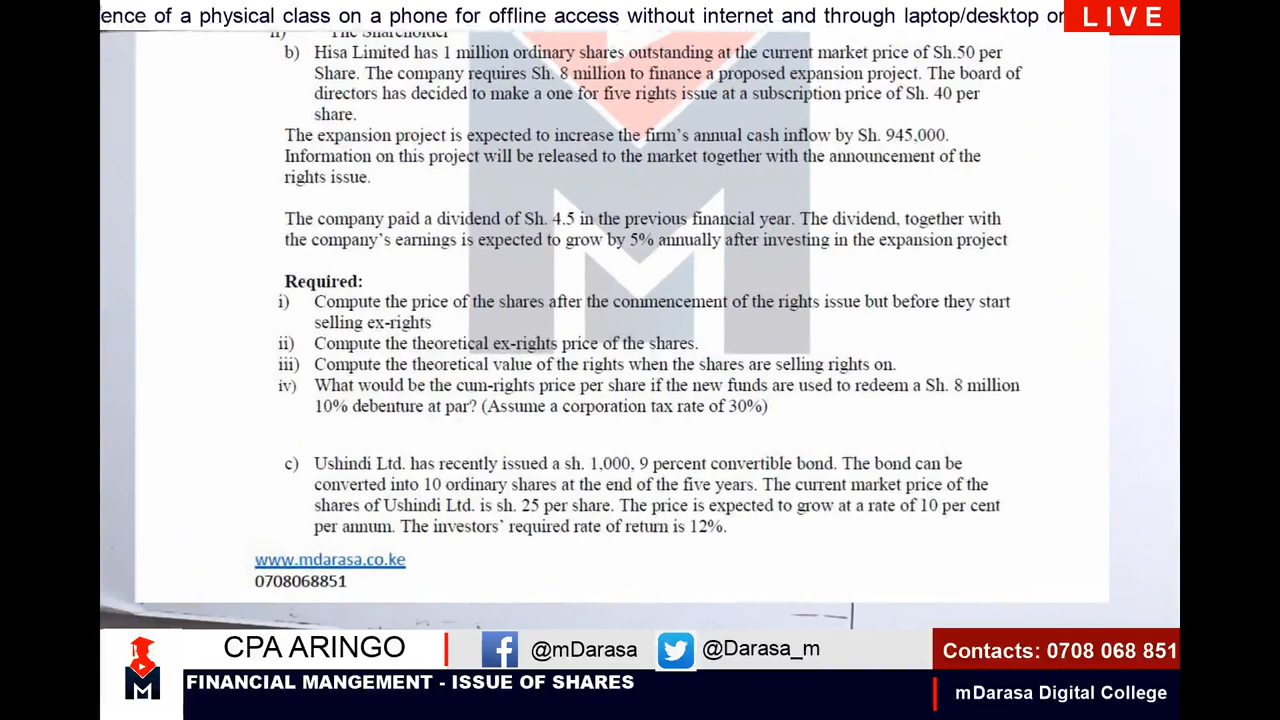 ence of a physical class on a phone for offline access without internet and through laptop/desktop or
LIVE
ii) The Shareholder
b) Hisa Limited has 1 million ordinary shares outstanding at the current market price of Sh.50 per
Share. The company requires Sh. 8 million to finance a proposed expansion project. The board of
directors has decided to make a one for five rights issue at a subscription price of Sh. 40 per
share.
The expansion project is expected to increase the firm's annual cash inflow by Sh. 945,000.
Information on this project will be released to the market together with the announcement of the
rights issue.
The company paid a dividend of Sh. 4.5 in the previous financial year. The dividend, together with
the company's earnings is expected to grow by 5% annually after investing in the expansion project
Required:
i) Compute the price of the shares after the commencement of the rights issue but before they start
selling ex-rights
ii) Compute the theoretical ex-rights price of the shares.
iii) Compute the theoretical value of the rights when the shares are selling rights on.
iv) What would be the cum-rights price per share if the new funds are used to redeem a Sh. 8 million
10% debenture at par? (Assume a corporation tax rate of 30%)
c) Ushindi Ltd. has recently issued a sh. 1,000, 9 percent convertible bond. The bond can be
converted into 10 ordinary shares at the end of the five years. The current market price of the
shares of Ushindi Ltd. is sh. 25 per share. The price is expected to grow at a rate of 10 per cent
per annum. The investors' required rate of return is 12%.
www.mdarasa.co.ke
0708068851
CPA ARINGO
@mDarasa
@Darasa_m
Contacts: 0708 068 851
FINANCIAL MANGEMENT - ISSUE OF SHARES
mDarasa Digital College